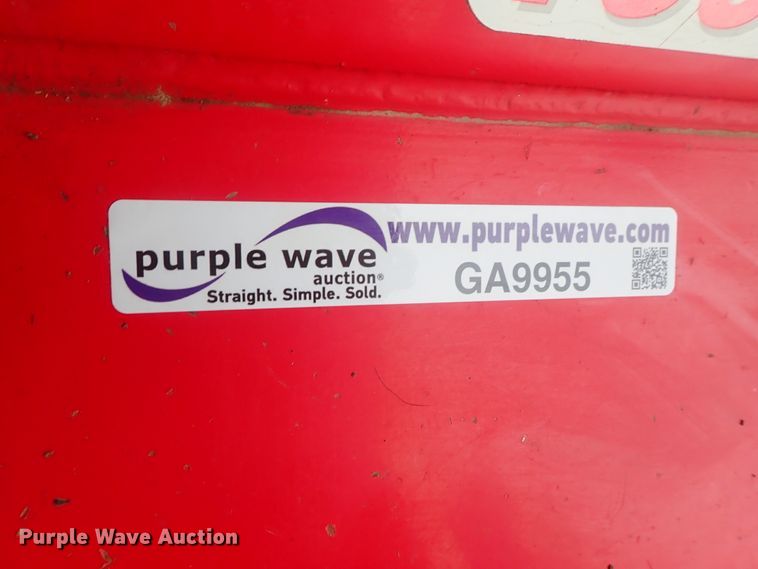 purple wave
auction®
Straight. Simple. Sold.
www.purplewave.com
GA9955
Purple Wave Auction